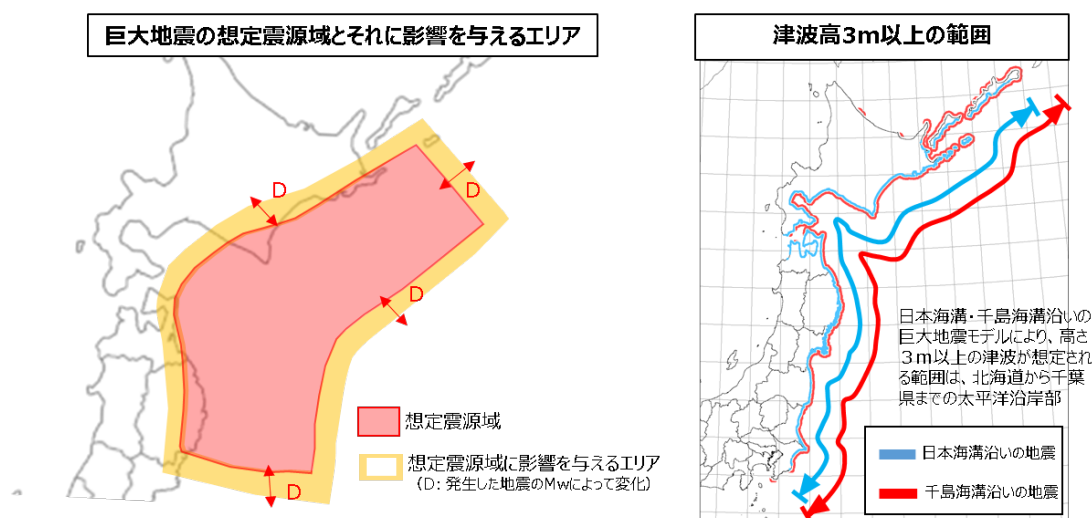 巨大地震の想定震源域とそれに影響を与えるエリア
D
D
D
D
想定震源域
想定震源域に影響を与えるエリア
(D: 発生した地震のMwによって変化)
津波高3m以上の範囲
日本海溝・千島海溝沿いの
巨大地震モデルにより、高さ
3m以上の津波が想定され
る範囲は、北海道から千葉
県までの太平洋沿岸部
日本海溝沿いの地震
千島海溝沿いの地震